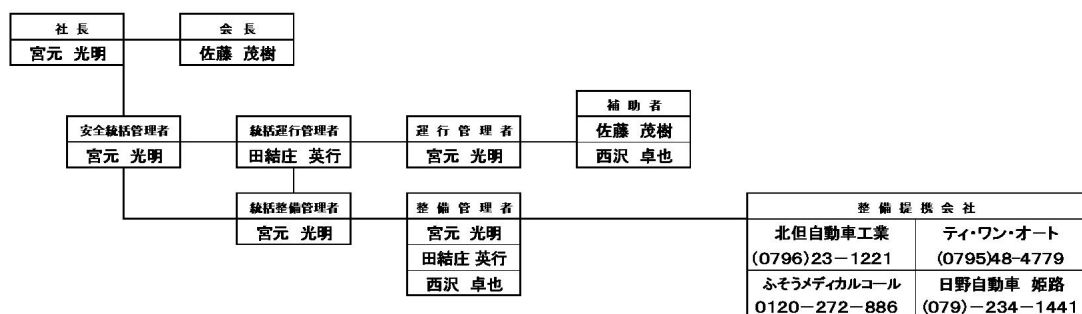 社長
宮元 光明
会長
佐藤 茂樹
補助者
佐藤 茂樹
西沢 卓也
安全統括管理者
宮元 光明
統括運行管理者
田結庄 英行
運行管理者
宮元 光明
統括整備管理者
宮元 光明
整備管理者
宮元 光明
田結庄 英行
西沢 卓也
整備提携会社
北但自動車工業
(0796)23-1221
ティ・ワン・オート
(0795)48-4779
ふそうメディカルコール
0120-272-886
日野自動車 姫路
(079)-234-1441